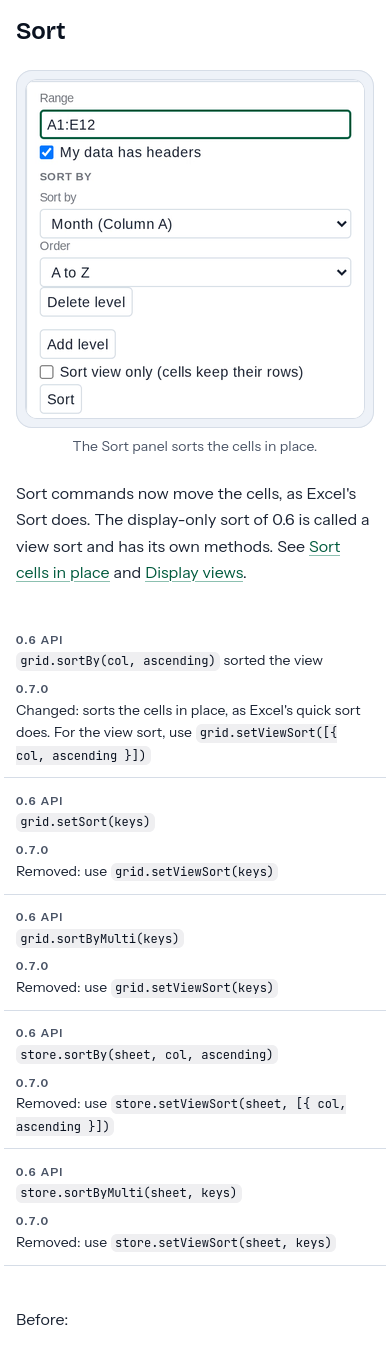 Sort
Range
A1:E12
My data has headers
SORT BY
Sort by
Month (Column A)
Order
A to Z
Delete level
Add level
Sort view only (cells keep their rows)
Sort
The Sort panel sorts the cells in place.
Sort commands now move the cells, as Excel's
Sort does. The display-only sort of 0.6 is called a
view sort and has its own methods. See Sort
cells in place and Display views.
0.6 API
grid.sortBy(col, ascending) sorted the view
0.7.0
Changed: sorts the cells in place, as Excel's quick sort
does. For the view sort, use grid.setViewSort([{
col, ascending }])
0.6 API
grid.setSort(keys)
0.7.0
Removed: use grid.setViewSort(keys)
0.6 API
grid.sortByMulti(keys)
0.7.0
Removed: use grid.setViewSort(keys)
0.6 API
store.sortBy(sheet, col, ascending)
0.7.0
Removed: use store.setViewSort(sheet, [{ col,
ascending }])
0.6 API
store.sortByMulti(sheet, keys)
0.7.0
Removed: use store.setViewSort(sheet, keys)
Before: